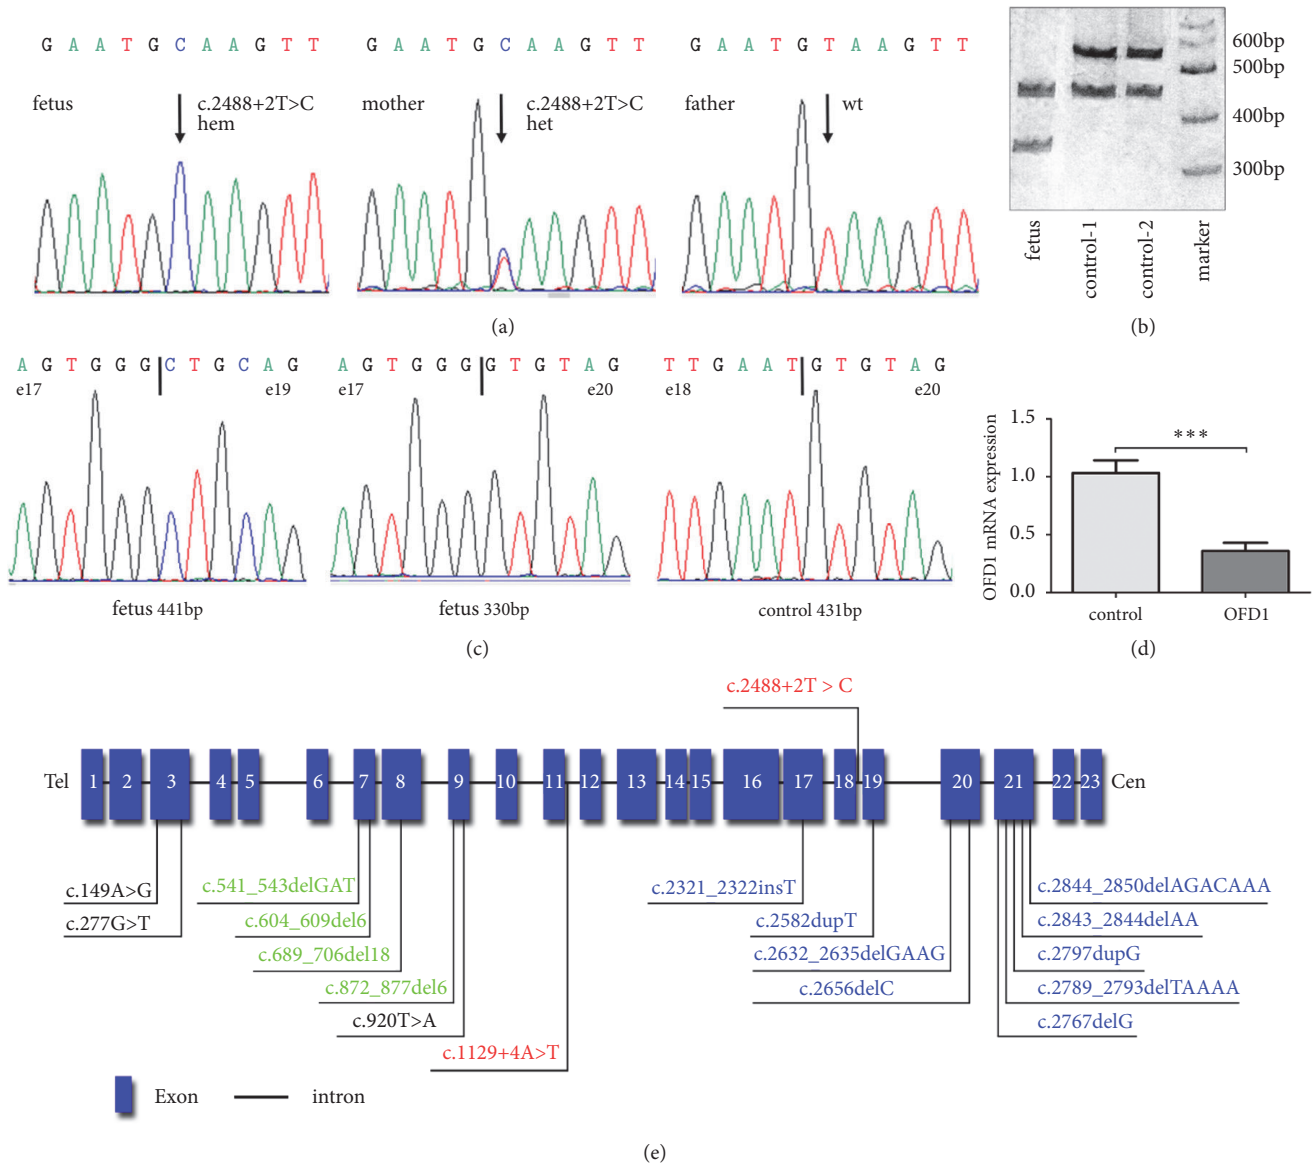 G A A T G C A A G T T
fetus
c.2488+2T>C
hem
G A A T G C A A G T T
mother
c.2488+2T>C
het
G A A T G T A A G T T
father
wt
(a)
600bp
500bp
400bp
300bp
fetus
control-1
control-2
marker
(b)
A G T G G G C T G C A G
e17
e19
fetus 441bp
A G T G G G T G T A G
e17
e20
fetus 330bp
T T G A A T G T G T A G
e18
e20
control 431bp
(c)
OFD1 mRNA expression
1.5
1.0
0.5
0.0
***
control
OFD1
(d)
c.2488+2T > C
Tel
1 2 3 4 5 6 7 8 9 10 11 12 13 14 15 16 17 18 19 20 21 22 23
Cen
c.149A>G
c.277G>T
c.541_543delGAT
c.604_609del6
c.689_706del18
c.872_877del6
c.920T>A
c.1129+4A>T
c.2321_2322insT
c.2582dupT
c.2632_2635delGAAG
c.2656delC
c.2844_2850delAGACAAA
c.2843_2844delAA
c.2797dupG
c.2789_2793delTAAAA
c.2767delG
Exon
intron
(e)